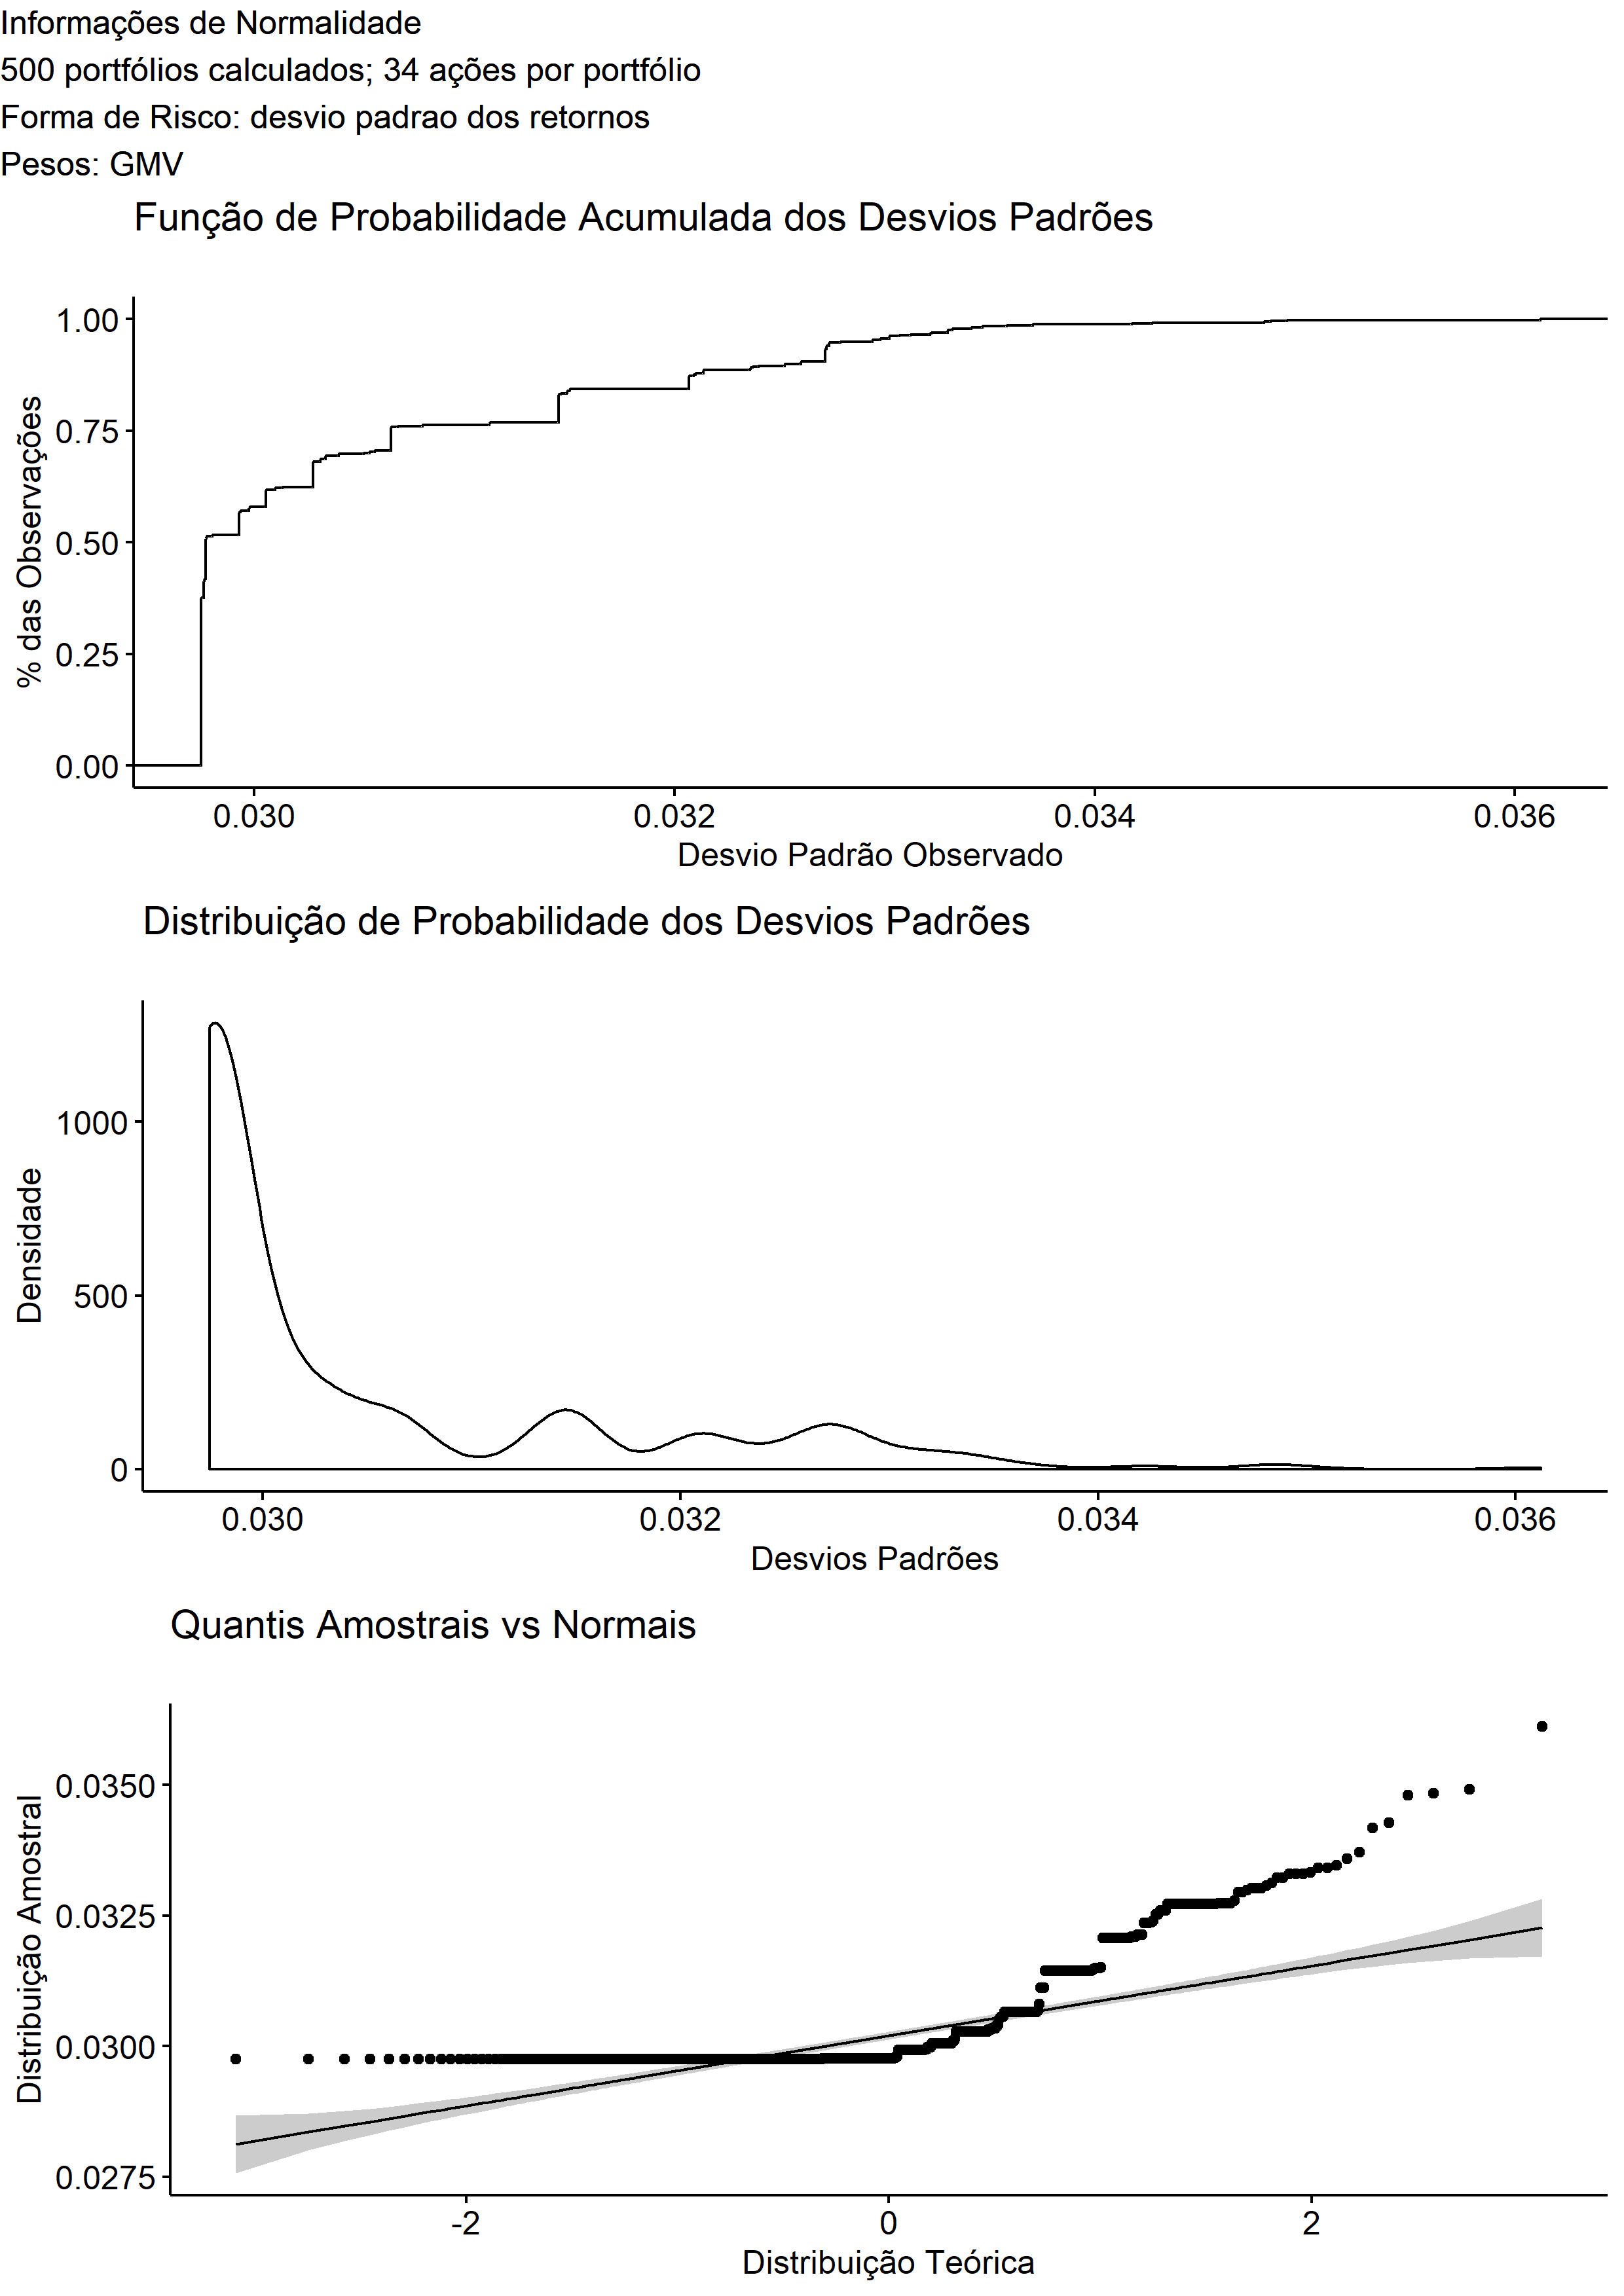 Informações de Normalidade
500 portfólios calculados; 34 ações por portfólio
Forma de Risco: desvio padrao dos retornos
Pesos: GMV
Função de Probabilidade Acumulada dos Desvios Padrões
% das Observações
1.00
0.75
0.50
0.25
0.00
0.030 0.032 0.034 0.036
Desvio Padrão Observado
Distribuição de Probabilidade dos Desvios Padrões
Densidade
1000
500
0
0.030 0.032 0.034 0.036
Desvios Padrões
Quantis Amostrais vs Normais
Distribuição Amostral
0.0350
0.0325
0.0300
0.0275
-2 0 2
Distribuição Teórica